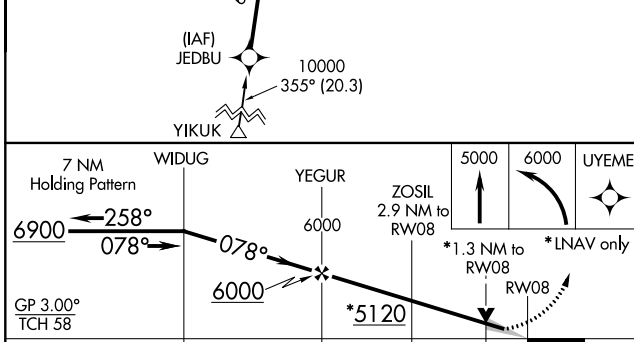 (IAF)
JEDBU
10000
355° (20.3)
YIKUK
7 NM
Holding Pattern
WIDUG
YEGUR
6000
ZOSIL
2.9 NM to
RW08
5000
6000
UYEME
*1.3 NM to
RW08
*LNAV only
RW08
6900
258°
078°
078°
6000
*5120
GP 3.00°
TCH 58